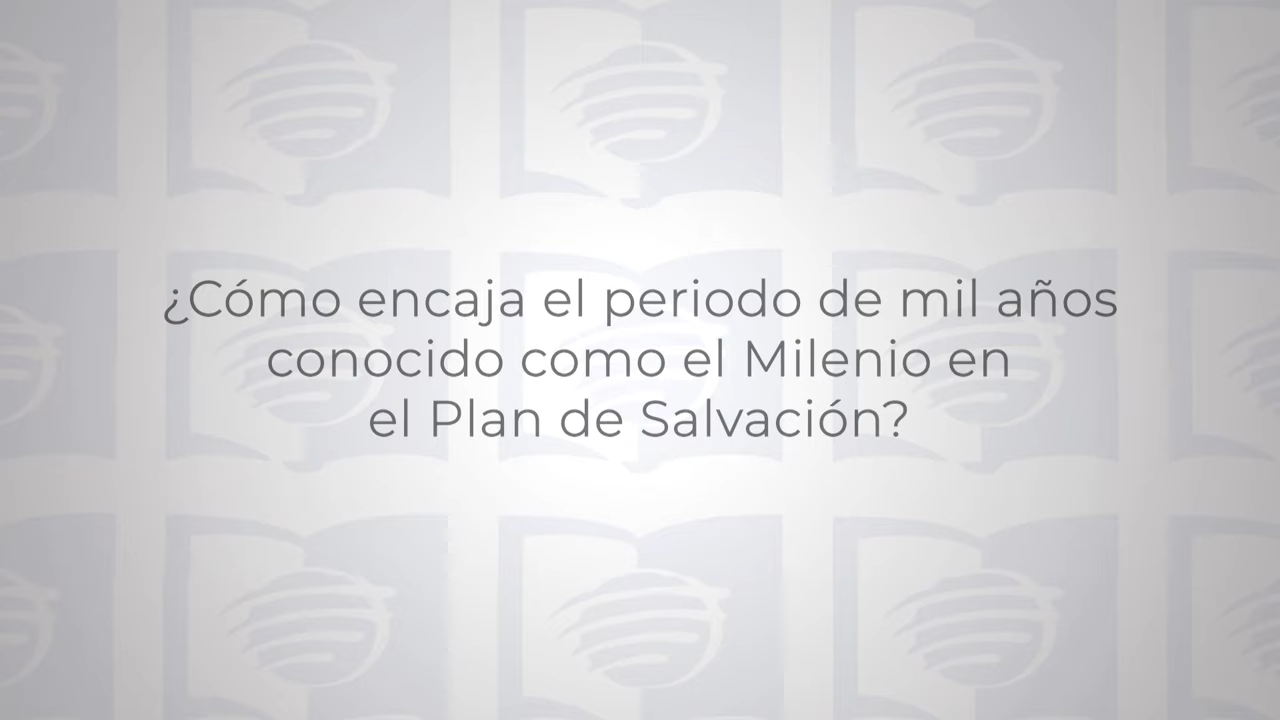 ¿Cómo encaja el periodo de mil años
conocido como el Milenio en
el Plan de Salvación?